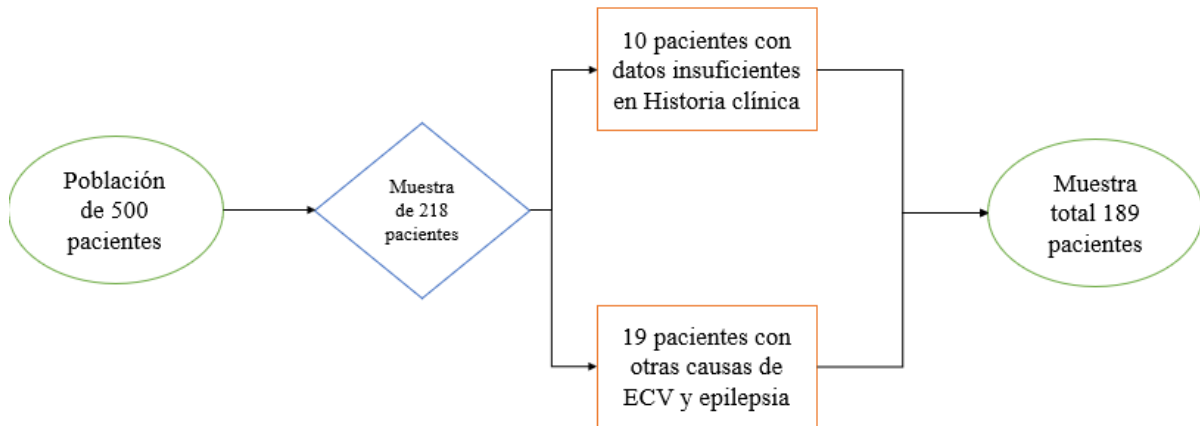 Población
de 500
pacientes
Muestra
de 218
pacientes
10 pacientes con
datos insuficientes
en Historia clínica
19 pacientes con
otras causas de
ECV y epilepsia
Muestra
total 189
pacientes